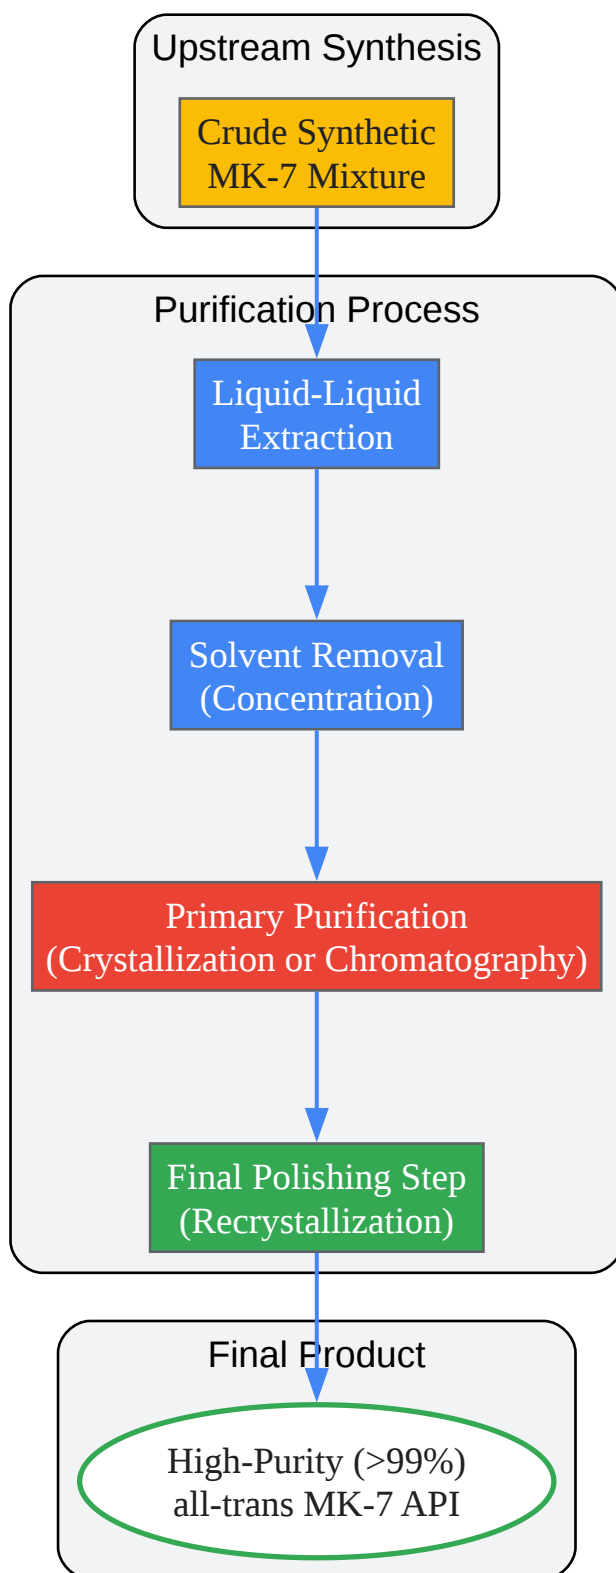 Upstream Synthesis
Crude Synthetic
MK-7 Mixture
Purification Process
Liquid-Liquid
Extraction
Solvent Removal
(Concentration)
Primary Purification
(Crystallization or Chromatography)
Final Polishing Step
(Recrystallization)
Final Product
High-Purity (>99%)
all-trans MK-7 API